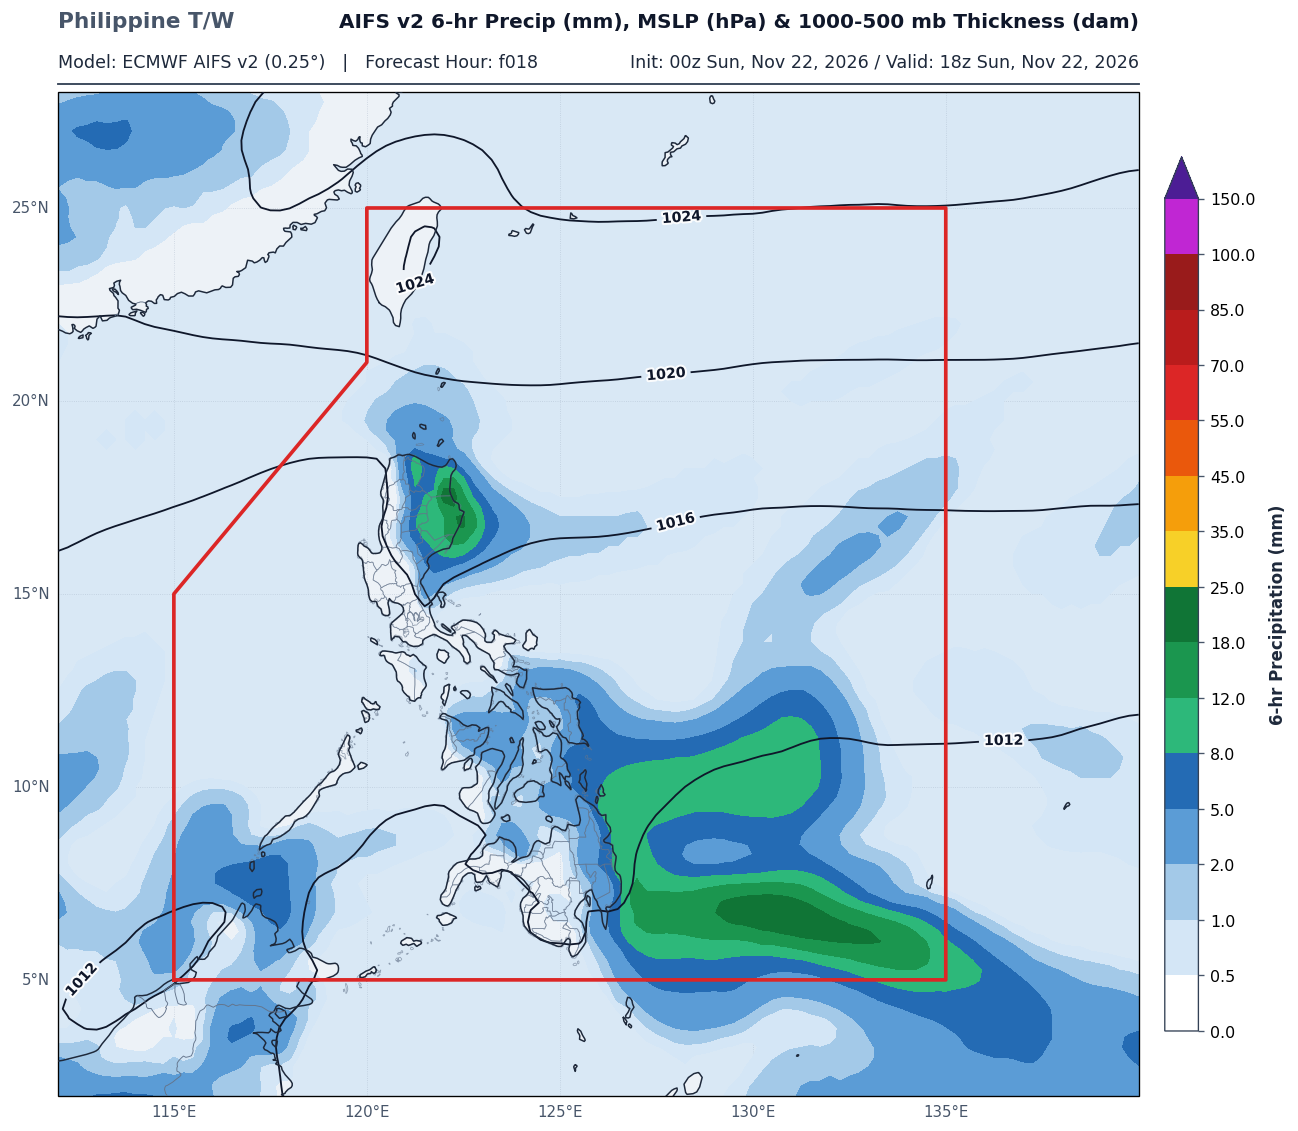 Philippine T/W
AIFS v2 6-hr Precip (mm), MSLP (hPa) & 1000-500 mb Thickness (dam)
Model: ECMWF AIFS v2 (0.25°) | Forecast Hour: f018
Init: 00z Sun, Nov 22, 2026 / Valid: 18z Sun, Nov 22, 2026
25°N
20°N
15°N
10°N
5°N
1024
1024
1020
1016
1012
1012
115°E
120°E
125°E
130°E
135°E
150.0
100.0
85.0
70.0
55.0
45.0
35.0
25.0
18.0
12.0
8.0
5.0
2.0
1.0
0.5
0.0
6-hr Precipitation (mm)